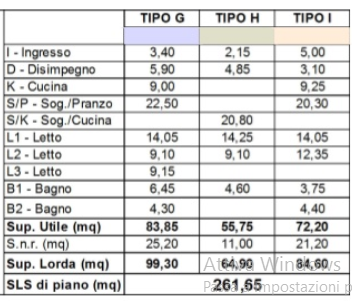 TIPO G TIPO H TIPO I
I - Ingresso 3,40 2,15 5,00
D - Disimpegno 5,90 4,85 3,10
K - Cucina 9,00 9,25
S/P - Sog./Pranzo 22,50 20,30
S/K - Sog./Cucina 20,80
L1 - Letto 14,05 14,25 14,05
L2 - Letto 9,10 9,10 12,35
L3 - Letto 9,15
B1 - Bagno 6,45 4,60 3,75
B2 - Bagno 4,30 4,40
Sup. Utile (mq) 83,85 55,75 72,20
S.n.r. (mq) 25,20 11,00 21,20
Sup. Lorda (mq) 99,30 64,90 84,60
Attiva Windows
SLS di piano (mq) 261,65
Passa a Impostazioni p